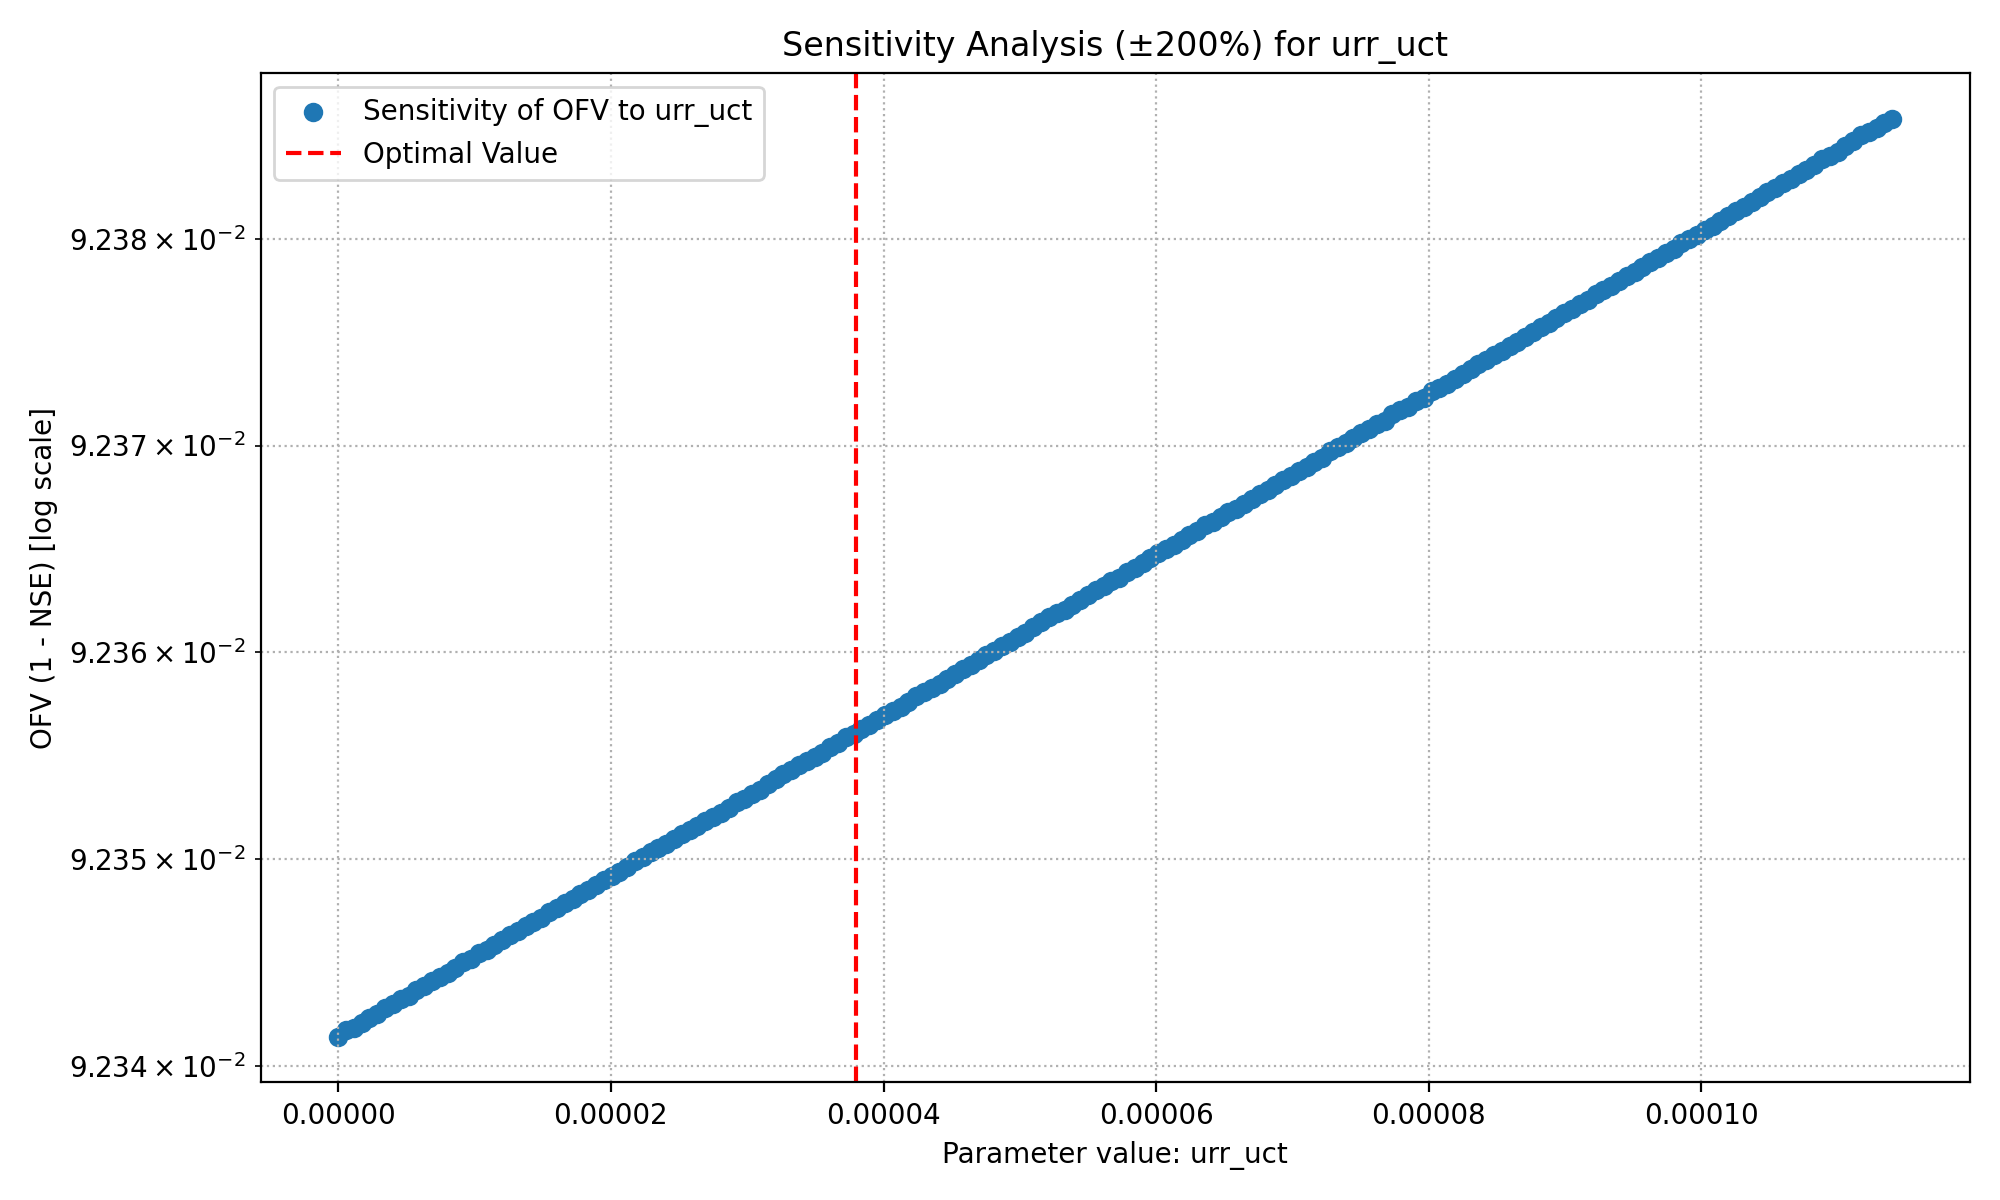 Sensitivity Analysis (±200%) for urr_uct
Sensitivity of OFV to urr_uct
Optimal Value
OFV (1 - NSE) [log scale]
9.238 × 10⁻²
9.237 × 10⁻²
9.236 × 10⁻²
9.235 × 10⁻²
9.234 × 10⁻²
0.00000 0.00002 0.00004 0.00006 0.00008 0.00010
Parameter value: urr_uct